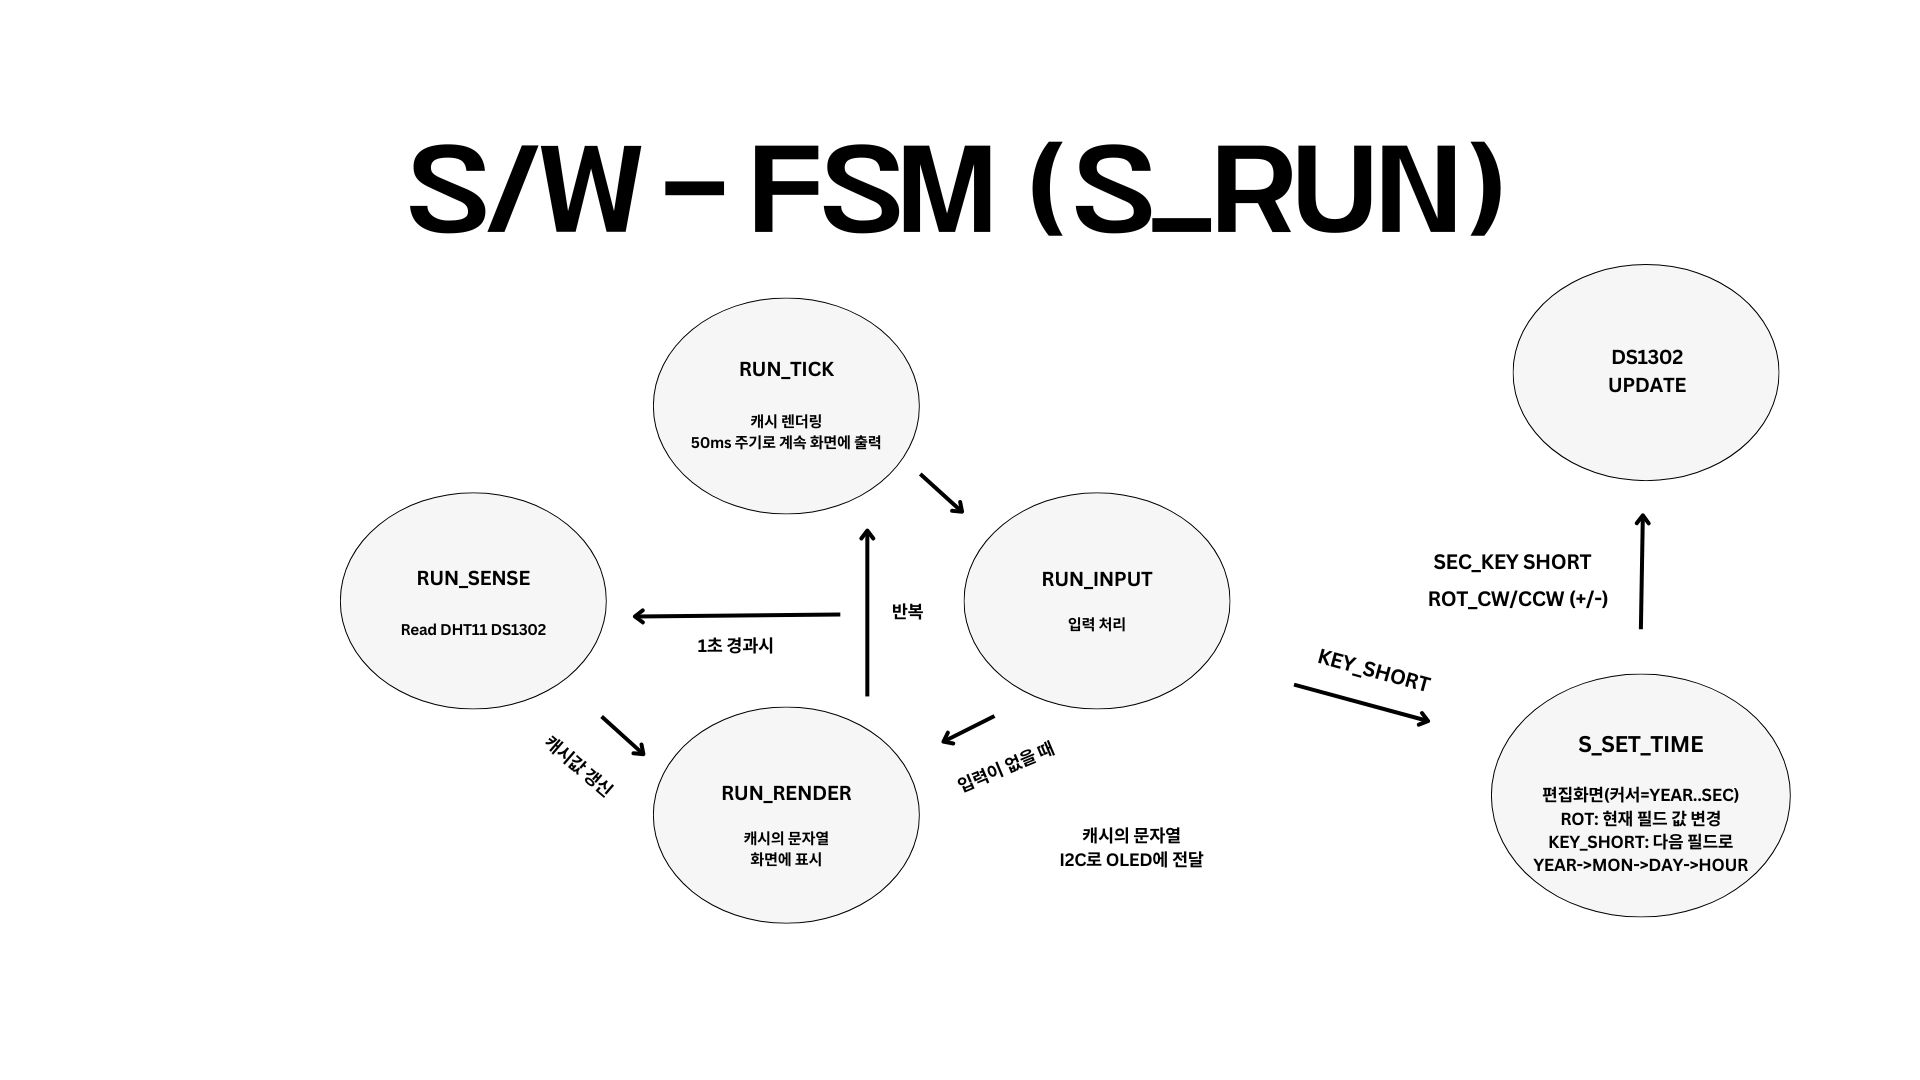 S/W – FSM (S_RUN)
RUN_TICK
캐시 렌더링
50ms 주기로 계속 화면에 출력
DS1302
UPDATE
RUN_SENSE
Read DHT11 DS1302
1초 경과시
반복
RUN_INPUT
입력 처리
SEC_KEY SHORT
ROT_CW/CCW (+/-)
KEY_SHORT
캐시값 갱신
RUN_RENDER
캐시의 문자열
화면에 표시
입력이 없을 때
캐시의 문자열
I2C로 OLED에 전달
S_SET_TIME
편집화면(커서=YEAR..SEC)
ROT: 현재 필드 값 변경
KEY_SHORT: 다음 필드로
YEAR->MON->DAY->HOUR